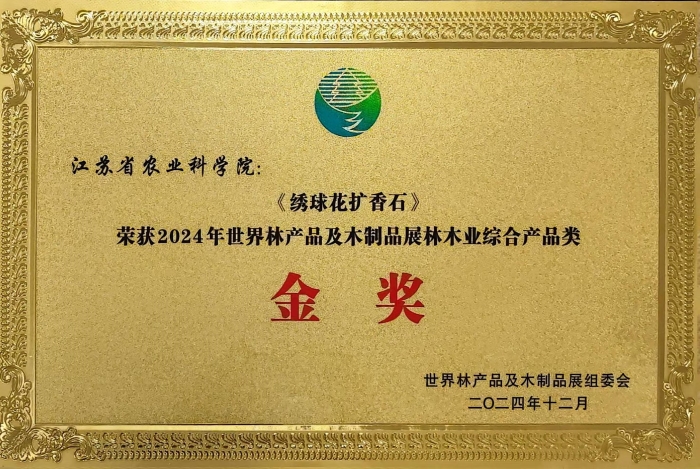 江苏省农业科学院：
《绣球花扩香石》
荣获2024年世界林产品及木制品展林木业综合产品类
金奖
世界林产品及木制品展组委会
二〇二四年十二月